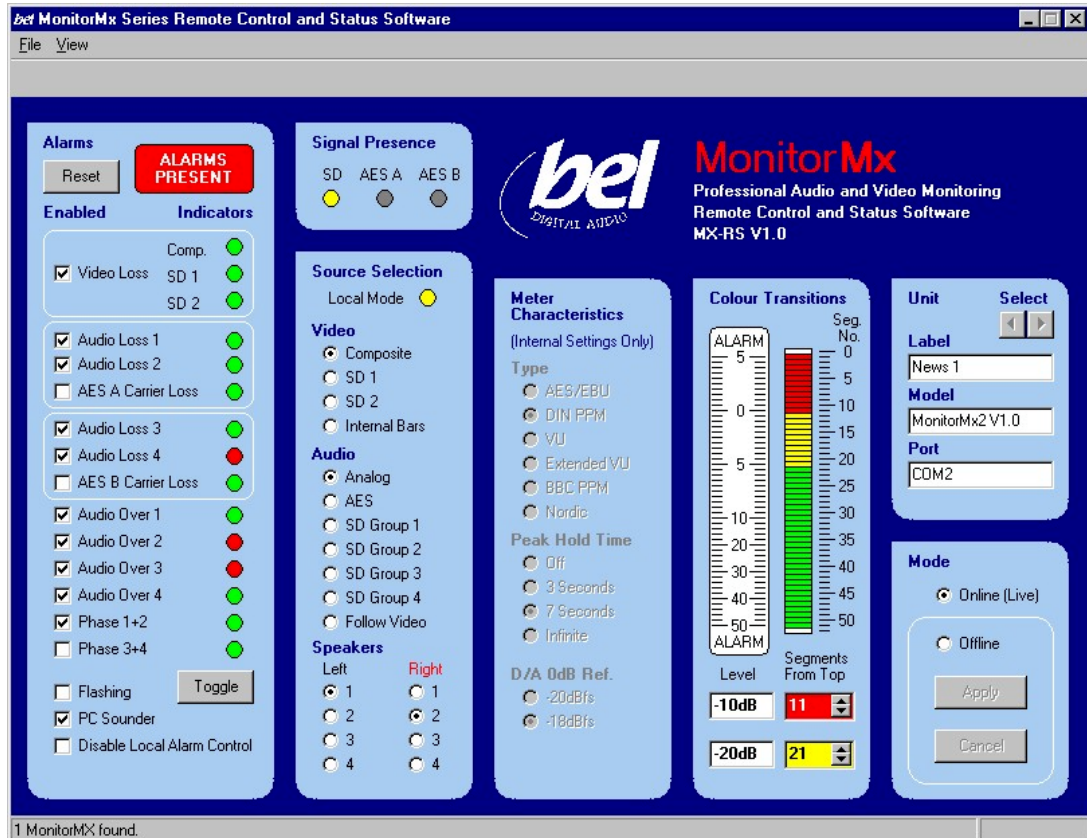 bel MonitorMx Series Remote Control and Status Software
File View
Alarms
Reset
ALARMS
PRESENT
Enabled Indicators
Comp.
Video Loss SD 1
SD 2
Audio Loss 1
Audio Loss 2
AES A Carrier Loss
Audio Loss 3
Audio Loss 4
AES B Carrier Loss
Audio Over 1
Audio Over 2
Audio Over 3
Audio Over 4
Phase 1+2
Phase 3+4
Flashing
Toggle
PC Sounder
Disable Local Alarm Control
Signal Presence
SD AES A AES B
Source Selection
Local Mode
Video
Composite
SD 1
SD 2
Internal Bars
Audio
Analog
AES
SD Group 1
SD Group 2
SD Group 3
SD Group 4
Follow Video
Speakers
Left Right
1 1
2 2
3 3
4 4
bel
DIGITAL AUDIO
MonitorMx
Professional Audio and Video Monitoring
Remote Control and Status Software
MX-RS V1.0
Meter
Characteristics
(Internal Settings Only)
Type
AES/EBU
DIN PPM
VU
Extended VU
BBC PPM
Nordic
Peak Hold Time
Off
3 Seconds
7 Seconds
Infinite
D/A 0dB Ref.
-20dBfs
-18dBfs
Colour Transitions
Seg.
No.
ALARM
5
0
5
10
20
30
40
50
ALARM
0
5
10
15
20
25
30
35
40
45
50
Level
Segments
From Top
-10dB 11
-20dB 21
Unit Select
Label
News 1
Model
MonitorMx2 V1.0
Port
COM2
Mode
Online (Live)
Offline
Apply
Cancel
1 MonitorMX found.